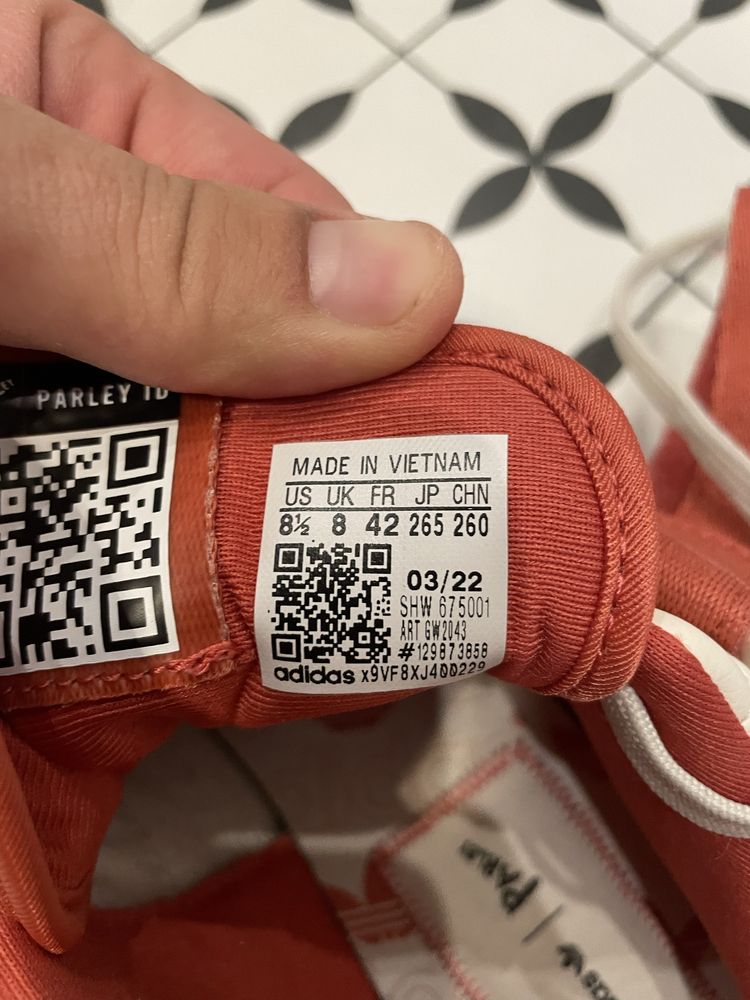 PARLEY ID
MADE IN VIETNAM
US UK FR JP CHN
8½ 8 42 265 260
03/22
SHW 675001
ART GW2043
#129873858
adidas x9VF8XJ400229
PARLEY